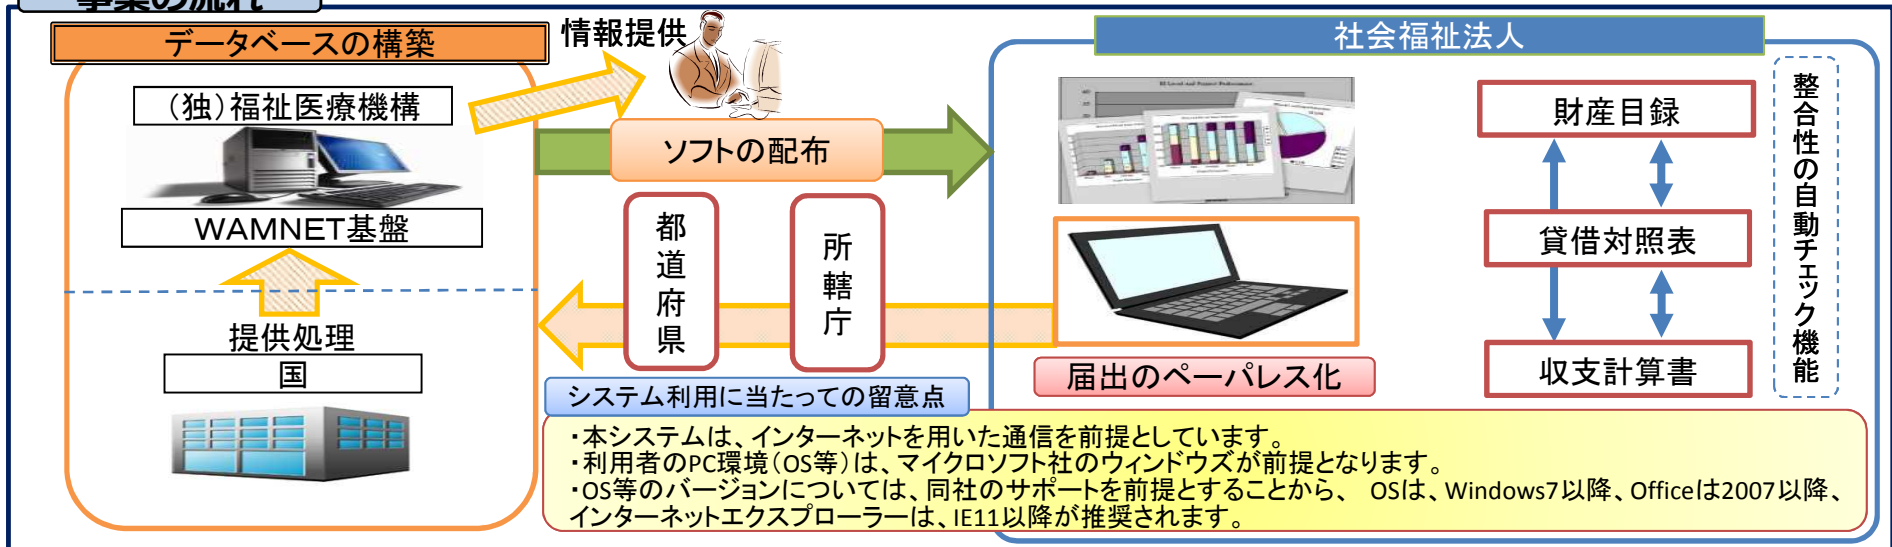 事業の流れ
データベースの構築
(独)福祉医療機構
WAMNET基盤
提供処理
国
情報提供
ソフトの配布
都道府県
所轄庁
社会福祉法人
届出のペーパレス化
財産目録
貸借対照表
収支計算書
整合性の自動チェック機能
システム利用に当たっての留意点
・本システムは、インターネットを用いた通信を前提としています。
・利用者のPC環境(OS等)は、マイクロソフト社のウィンドウズが前提となります。
・OS等のバージョンについては、同社のサポートを前提とすることから、 OSは、Windows7以降、Officeは2007以降、
インターネットエクスプローラーは、IE11以降が推奨されます。